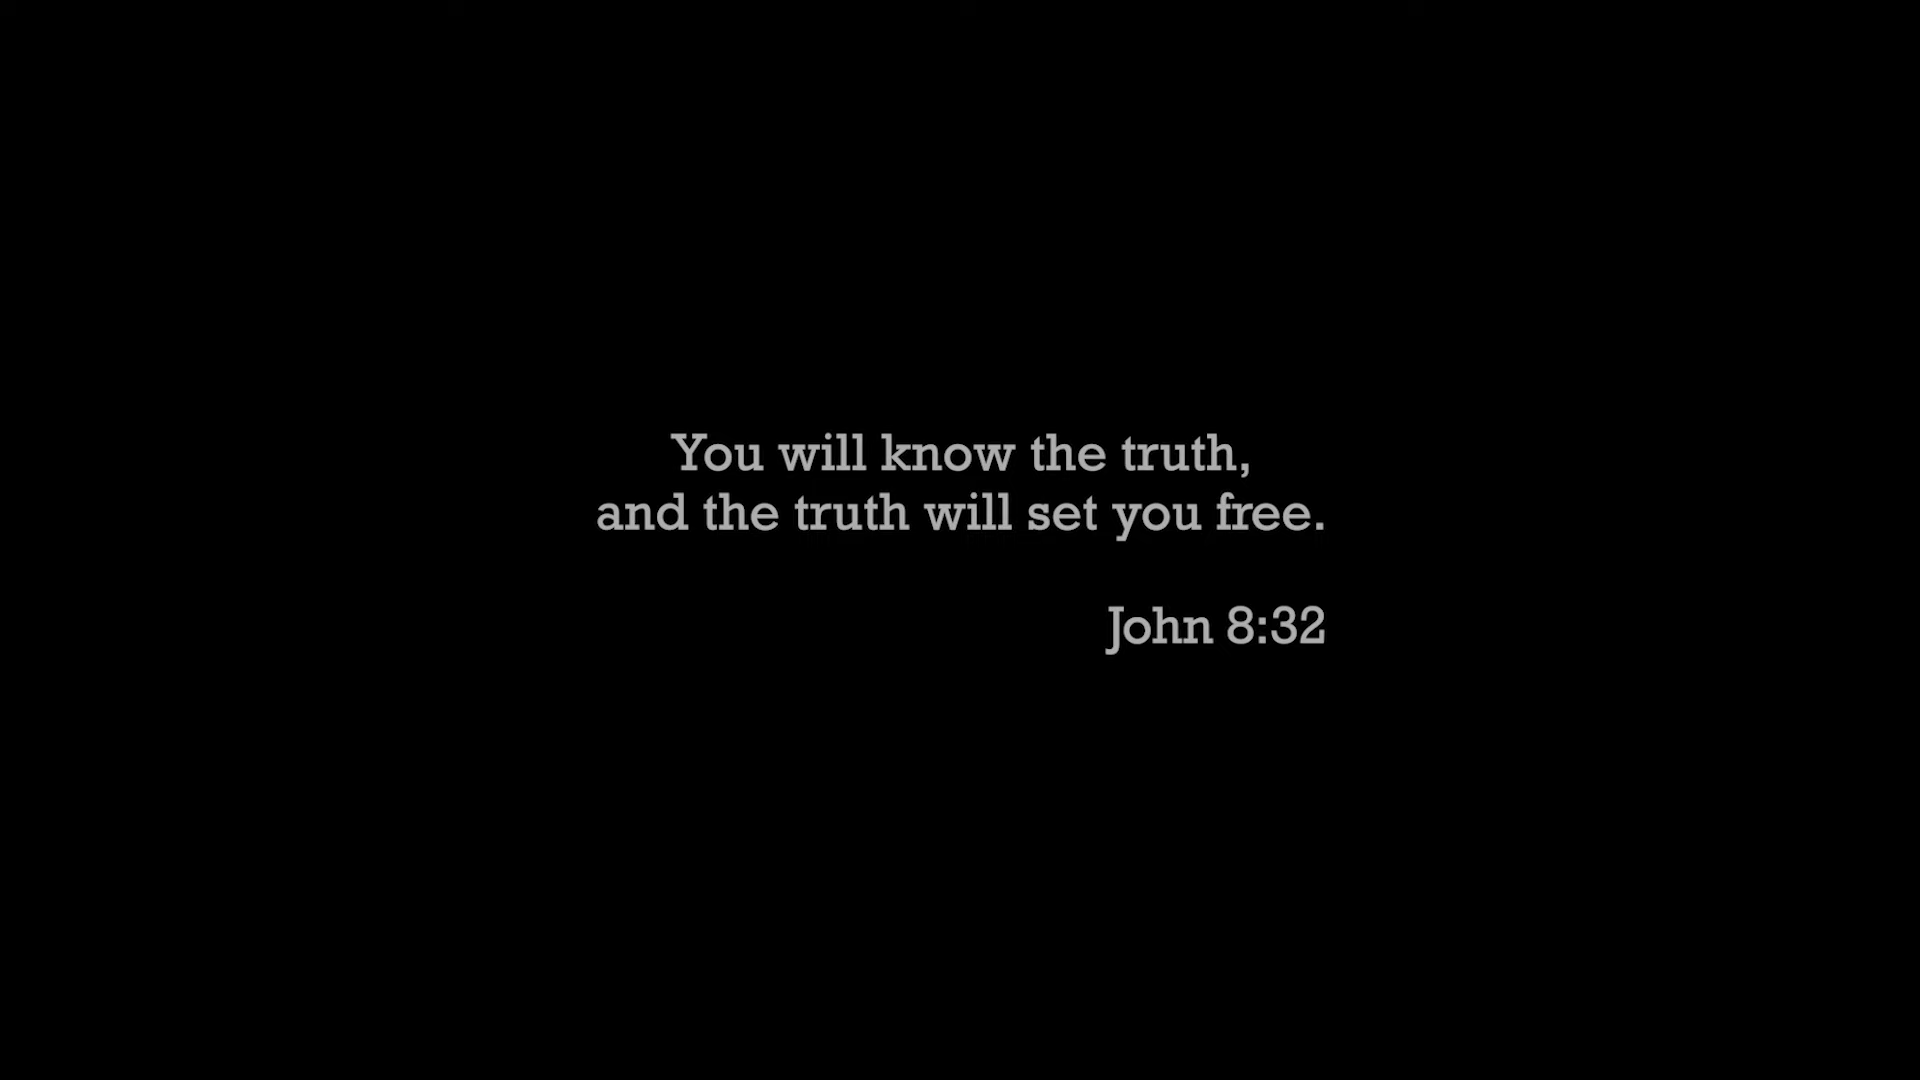 You will know the truth,
and the truth will set you free.
John 8:32